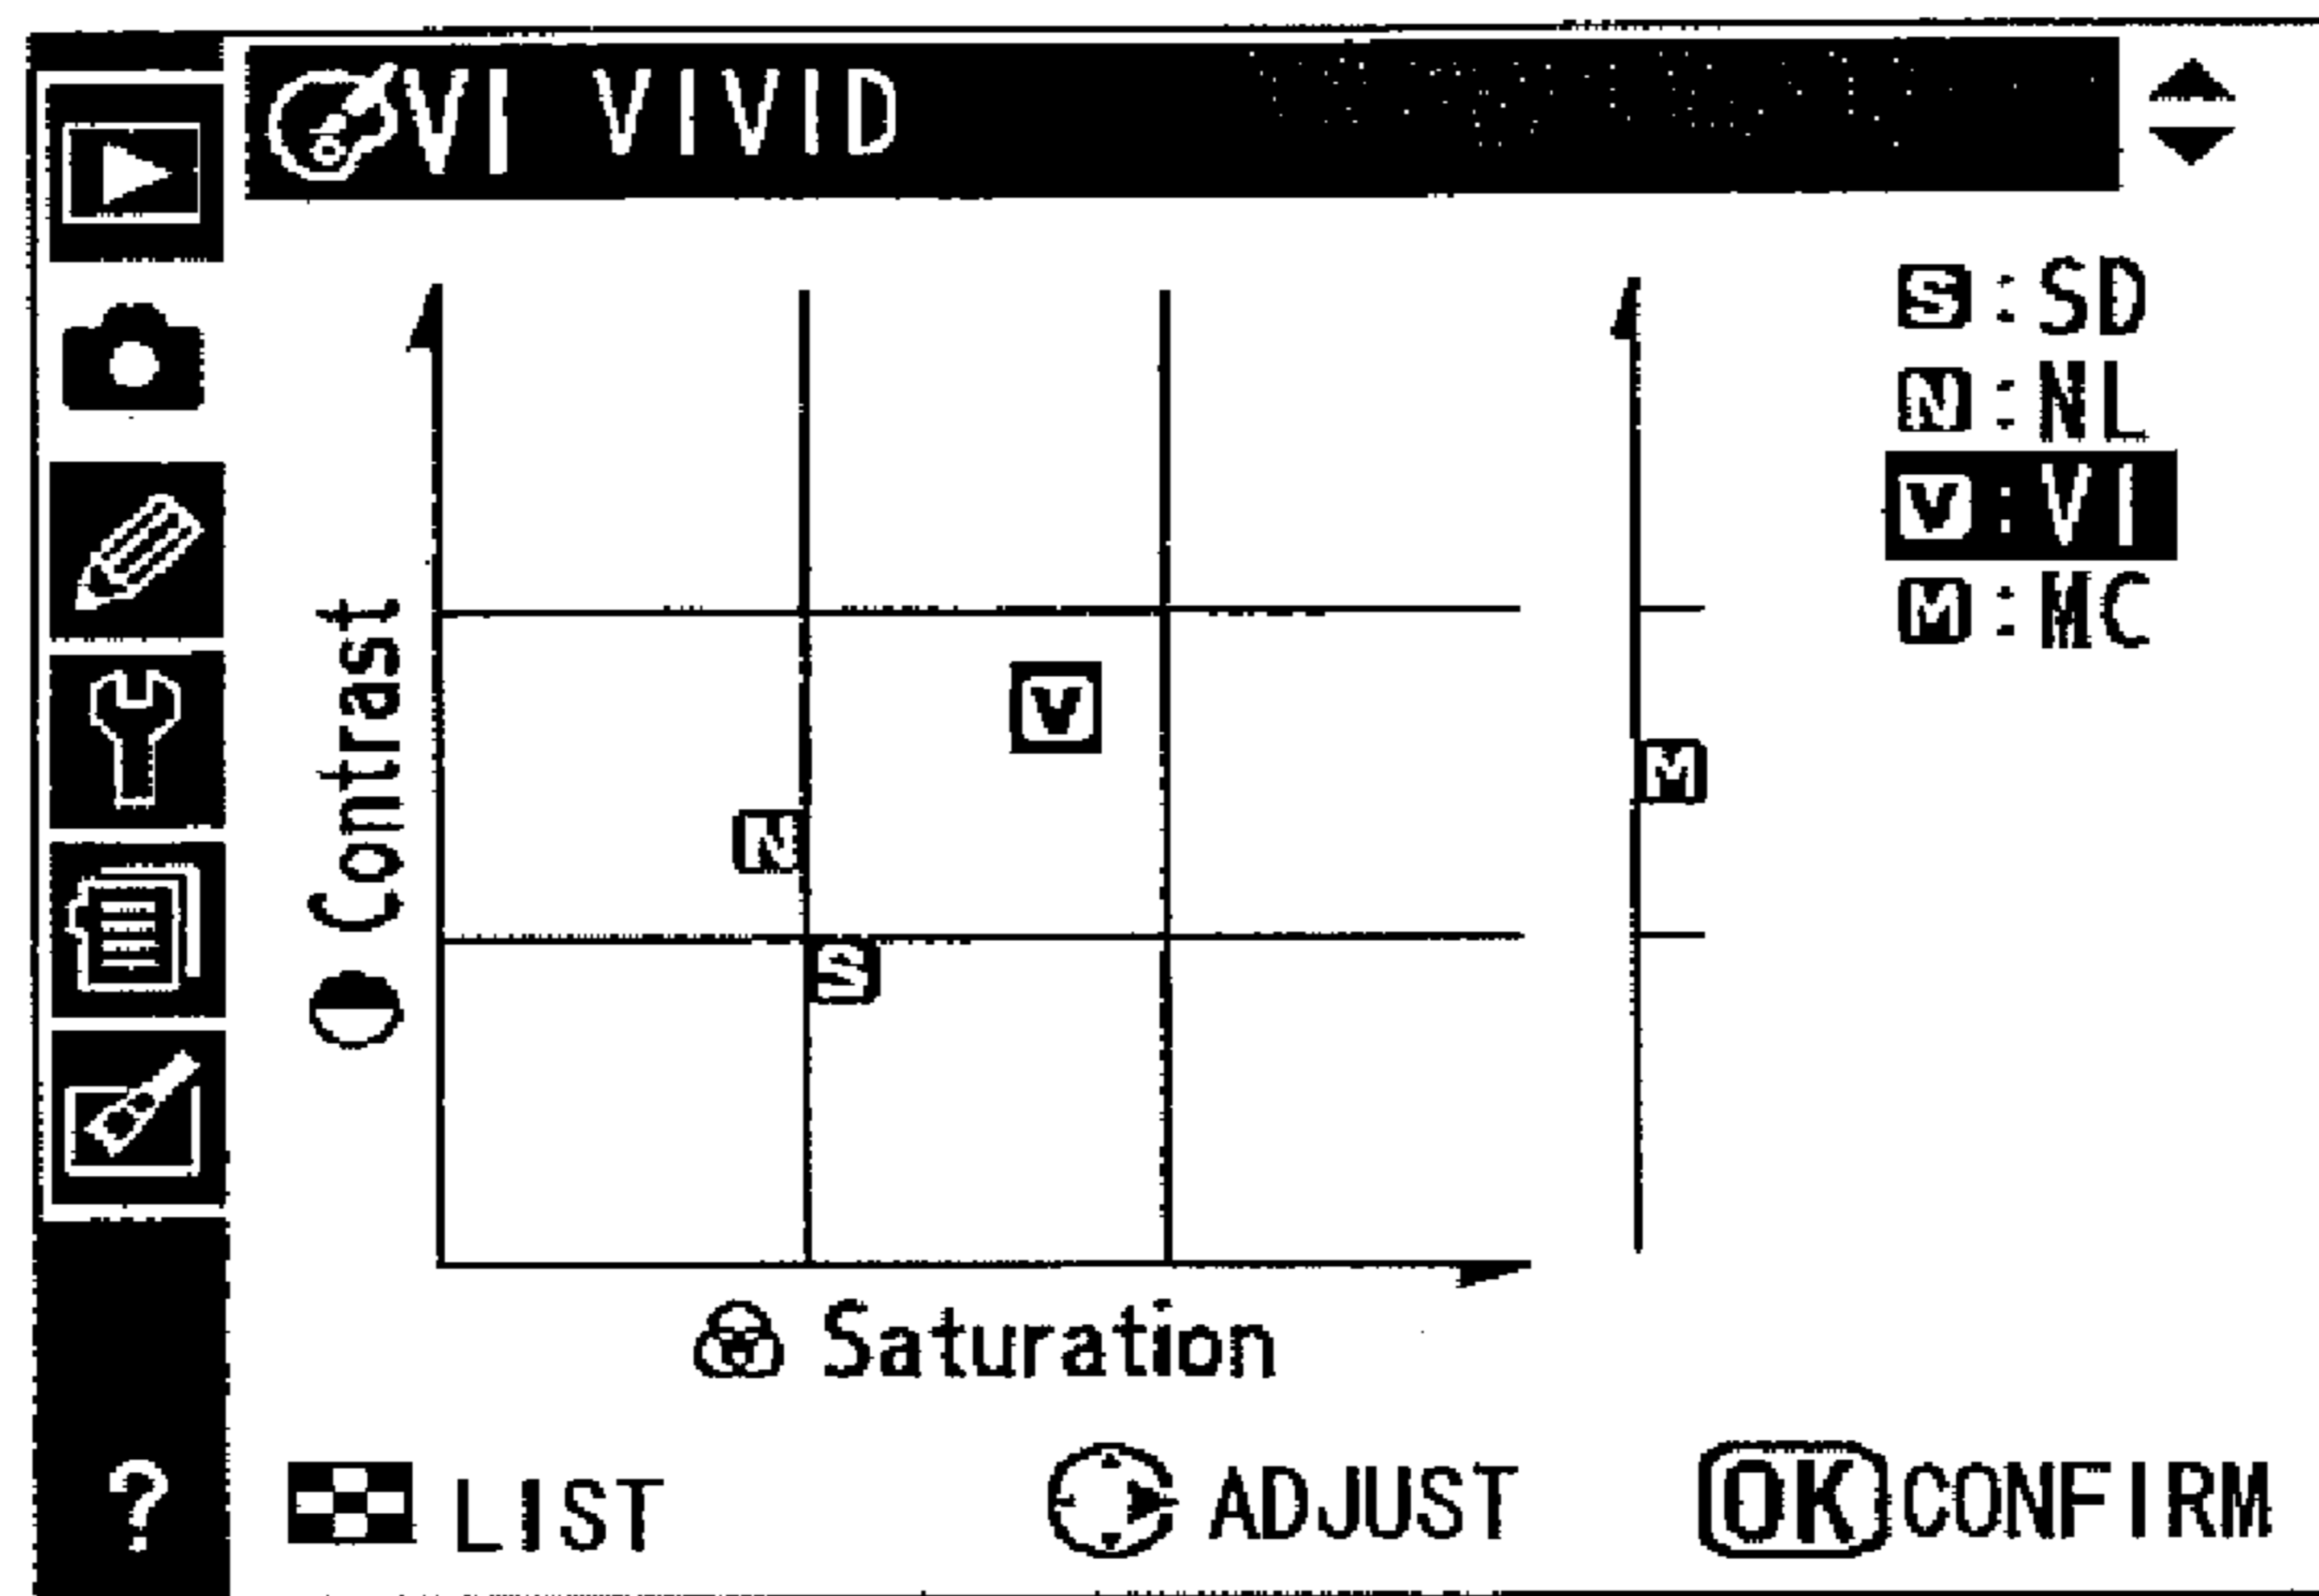 VI VIVID
S:SD
N:NL
V:VI
M:MC
Contrast
V
M
N
S
Saturation
? LIST ADJUST OK CONFIRM